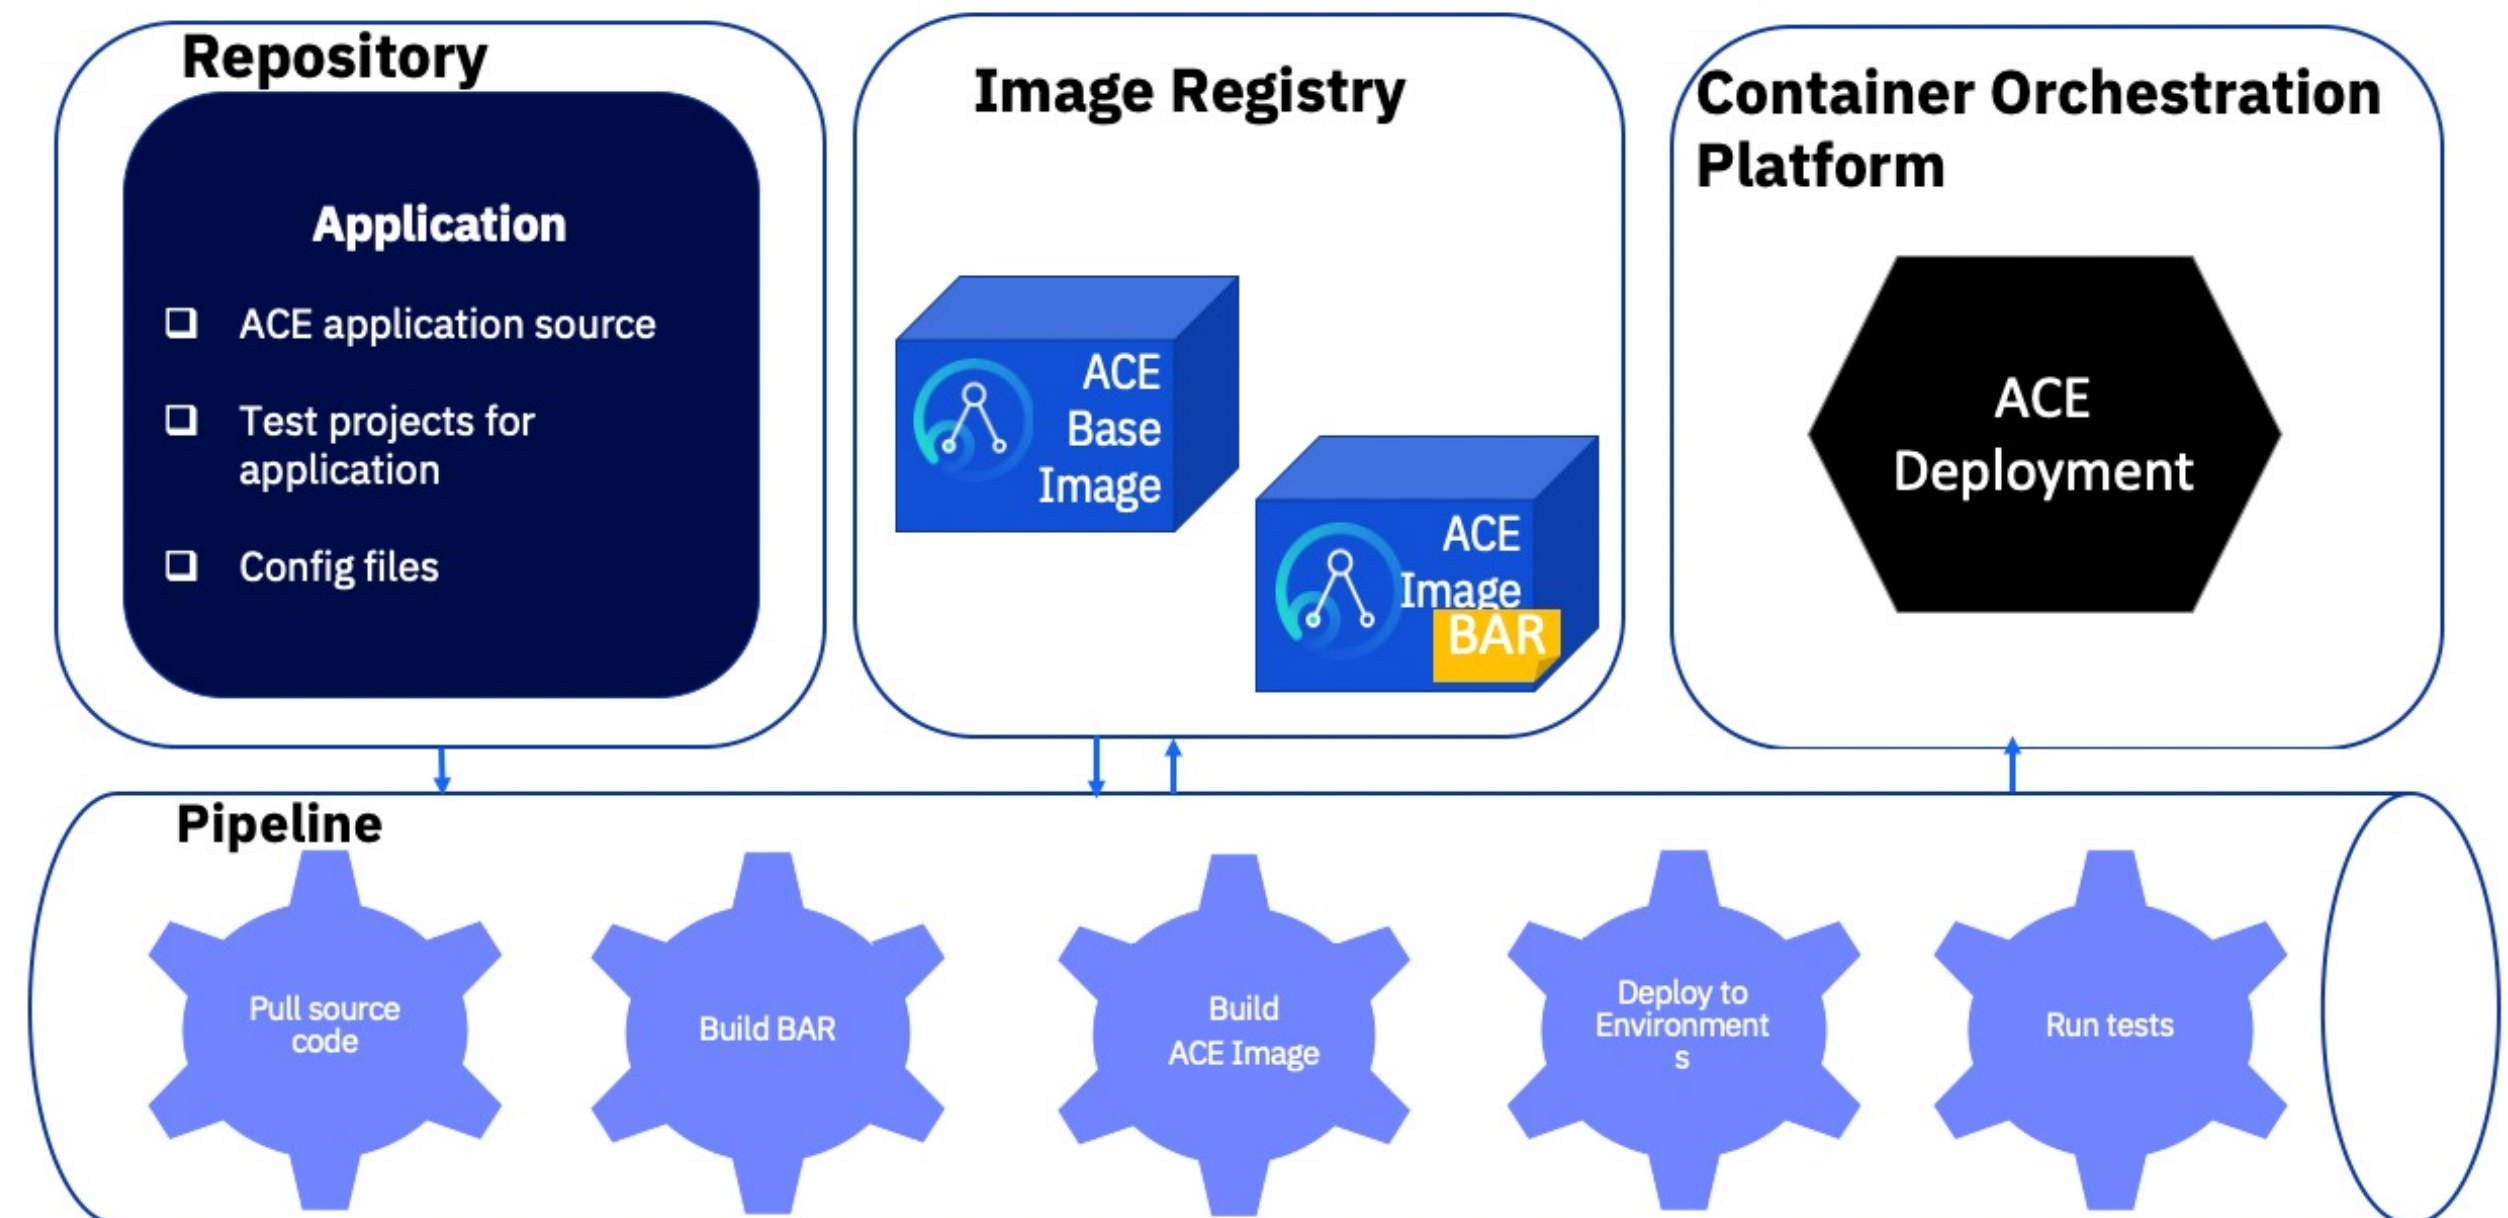 Repository
Application
ACE application source
Test projects for
application
Config files
Image Registry
ACE
Base
Image
ACE
Image
BAR
Container Orchestration
Platform
ACE
Deployment
Pipeline
Pull source
code
Build BAR
Build
ACE Image
Deploy to
Environment
s
Run tests